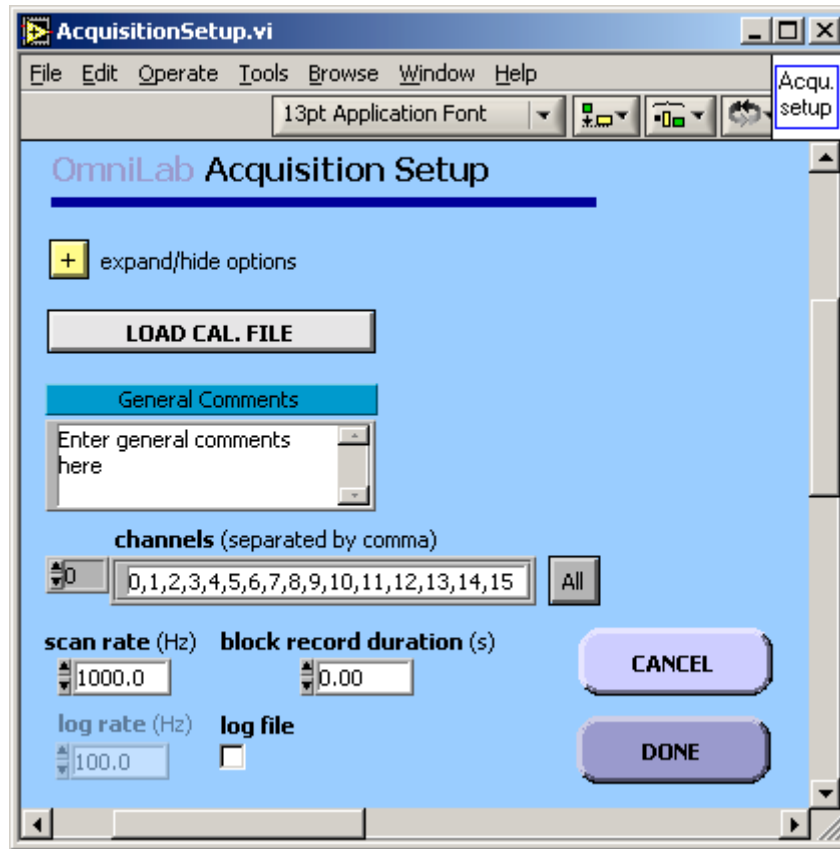 AcquisitionSetup.vi
File Edit Operate Tools Browse Window Help
13pt Application Font
Acqu.
setup
OmniLab Acquisition Setup
+ expand/hide options
LOAD CAL. FILE
General Comments
Enter general comments
here
channels (separated by comma)
0 0,1,2,3,4,5,6,7,8,9,10,11,12,13,14,15 All
scan rate (Hz) block record duration (s)
1000.0 0.00 CANCEL
log rate (Hz) log file
100.0 DONE